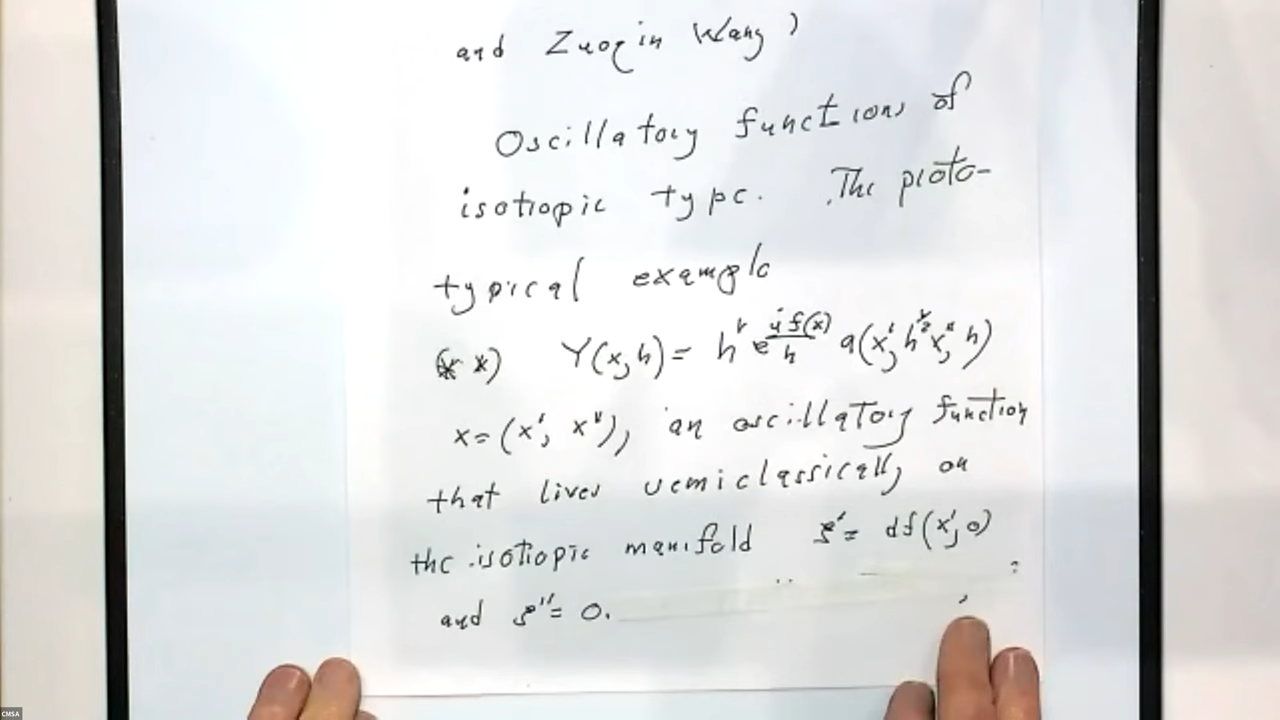 and Zuoqin Wang)
Oscillatory functions of
isotropic type. The proto-
typical example
(**) Υ(x,h) = h^r e^{i f(x)/h} a(x', h^{1/2} x'', h)
x = (x', x''), an oscillatory function
that lives semiclassically on
the isotropic manifold ξ' = df(x', 0)
and ξ'' = 0.
CMSA